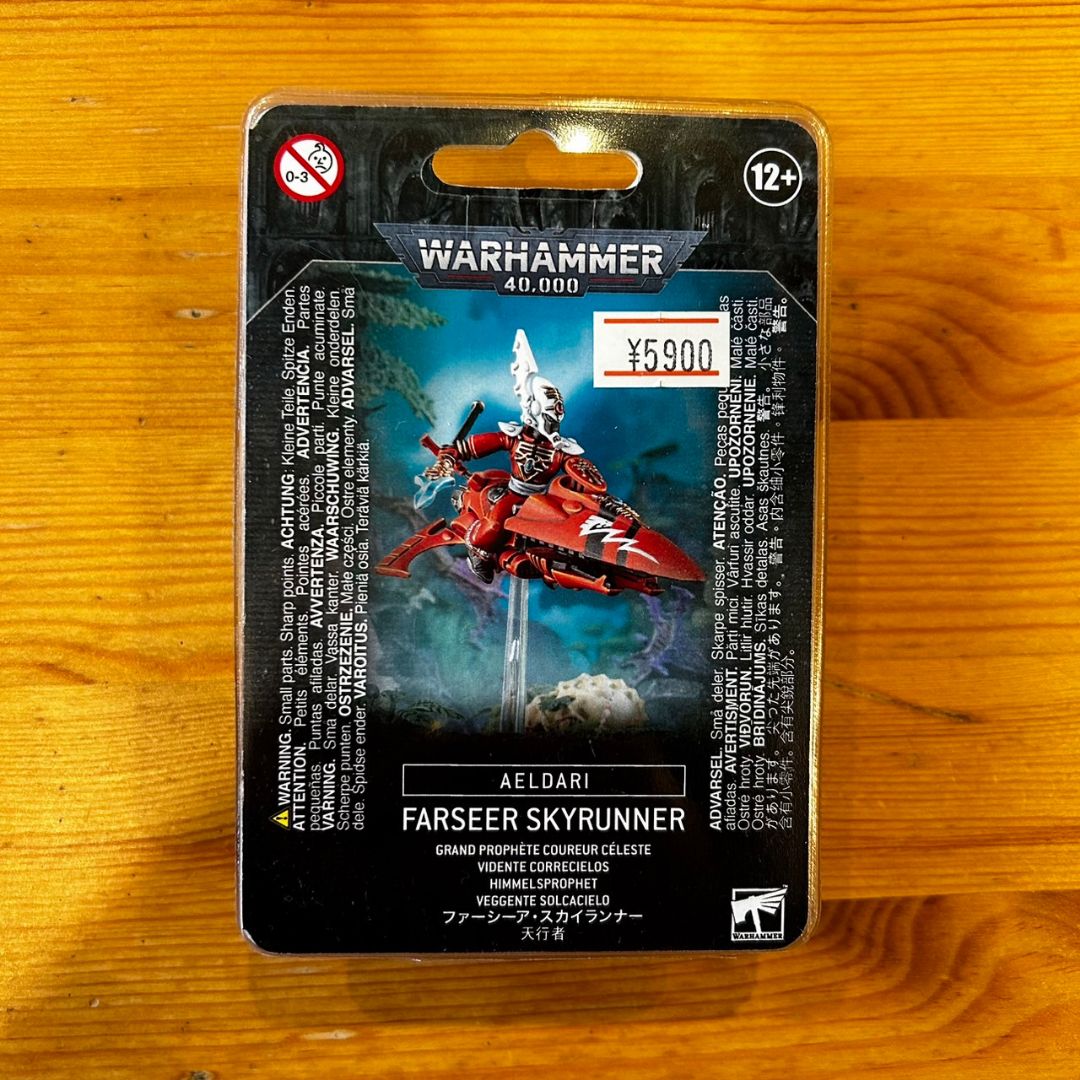 0-3
12+
WARHAMMER
40,000
¥5900
WARNING. Small parts. Sharp points. ACHTUNG: Kleine Teile, Spitze Enden.
ATTENTION. Petits éléments. Pointes acérées. ADVERTENCIA. Partes
pequeñas. Puntas afiladas. AVVERTENZA. Piccole parti. Punte acuminate.
VARNING. Små delar. Vassa kanter. WAARSCHUWING. Kleine onderdelen.
Scherpe punten. OSTRZEŻENIE. Małe części. Ostre elementy. ADVARSEL. Små
dele. Spidse ender. VAROITUS. Pieniä osia. Teräviä kärkiä.
ADVARSEL. Små deler. Skarpe spisser. ATENÇÃO. Peças
afiadas. AVERTISMENT. Părți mici. Vârfuri ascuțite. UPOZORNĚNÍ. Malé části.
Ostré hroty. VIÐVÖRUN. Litlir hlutir. Hvassir oddar. UPOZORNENIE. Malé časti.
Ostré hroty. BRĪDINĀJUMS. Sīkas detaļas. Asas šķautnes. 警告。小さな部品
があります。尖った先端があります。警告。内含细小零件。锋利物件。警告。
含有小零件。含有尖銳部分。
AELDARI
FARSEER SKYRUNNER
GRAND PROPHÈTE COUREUR CÉLESTE
VIDENTE CORRECIELOS
HIMMELSPROPHET
VEGGENTE SOLCACIELO
ファーシーア・スカイランナー
天行者
WARHAMMER